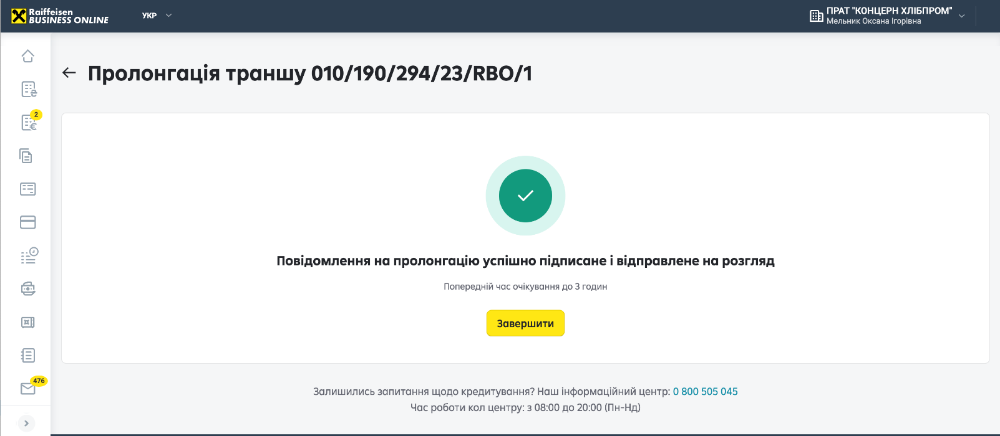 Raiffeisen
BUSINESS ONLINE
УКР
ПРАТ "КОНЦЕРН ХЛІБПРОМ"
Мельник Оксана Ігорівна
Пролонгація траншу 010/190/294/23/RBO/1
2
Повідомлення на пролонгацію успішно підписане і відправлене на розгляд
Попередній час очікування до 3 годин
Завершити
476
Залишились запитання щодо кредитування? Наш інформаційний центр: 0 800 505 045
Час роботи кол центру: з 08:00 до 20:00 (Пн-Нд)